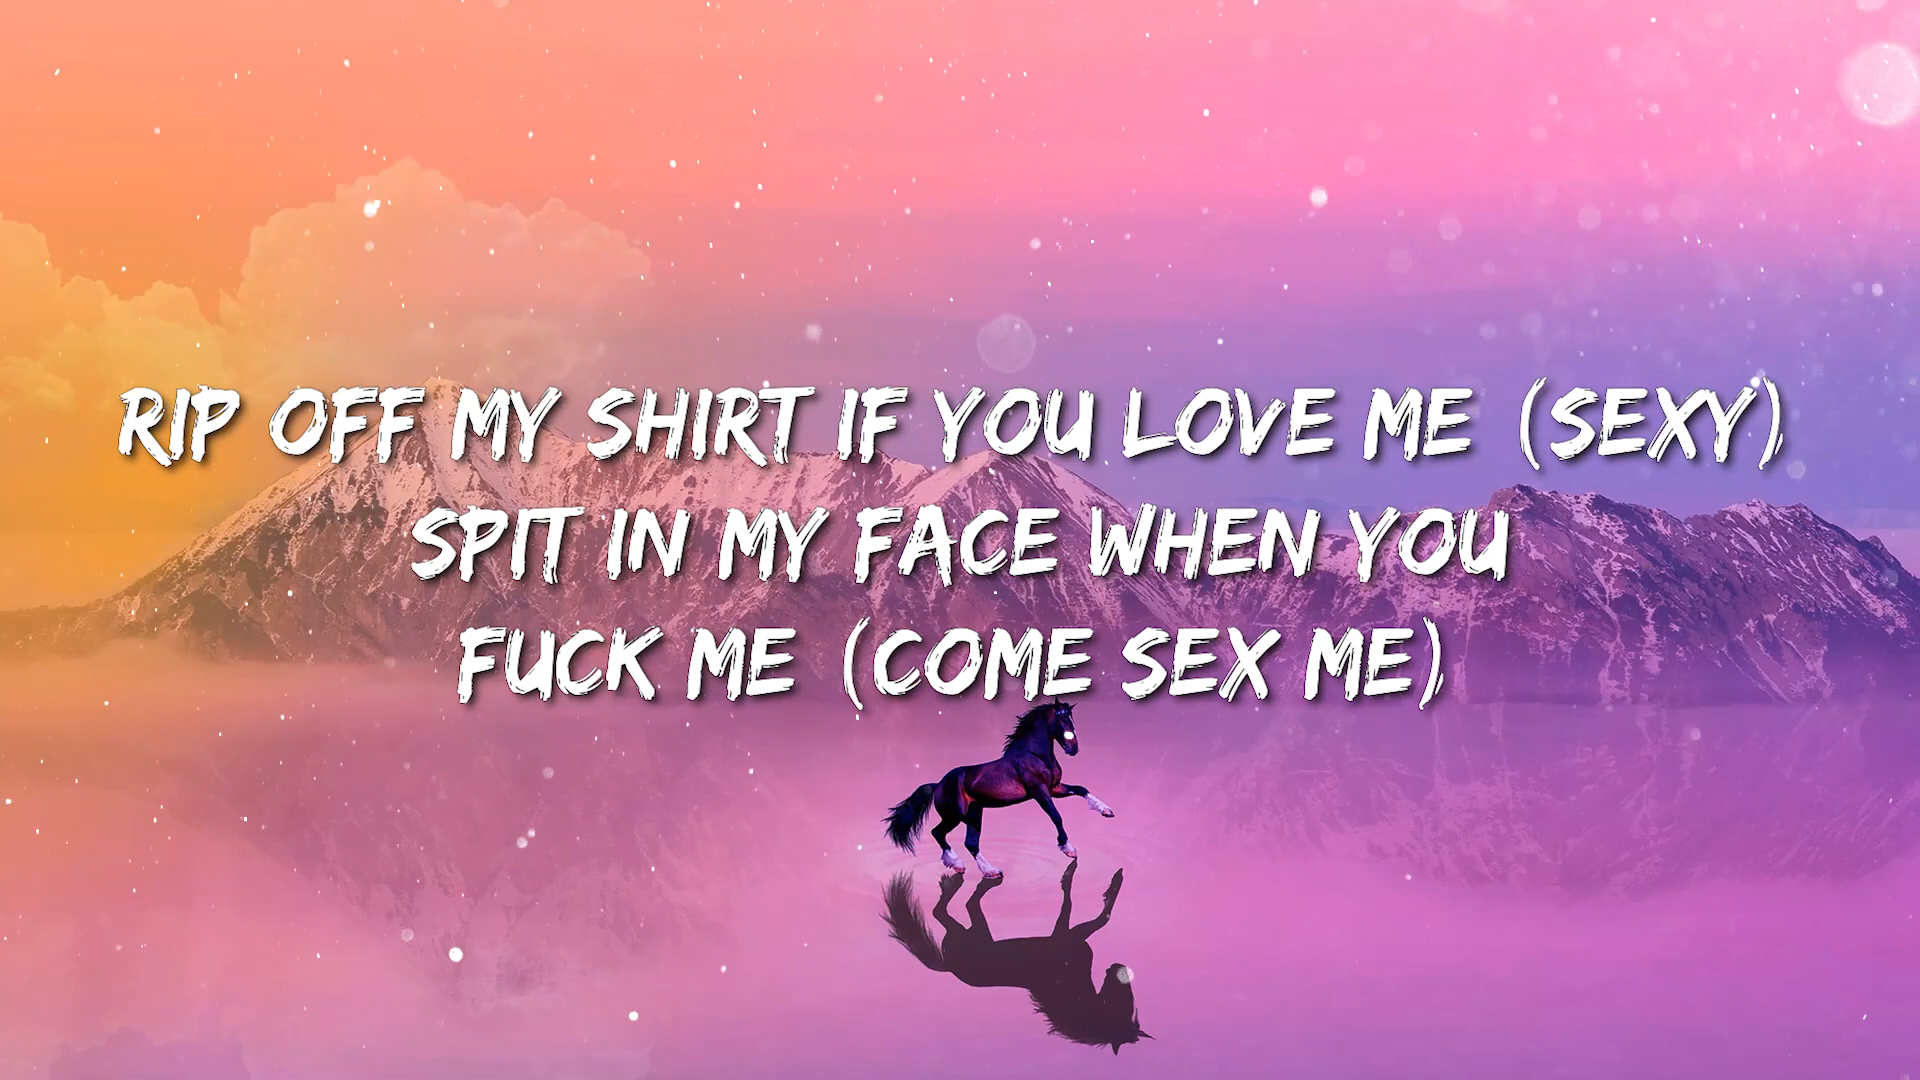 RIP OFF MY SHIRT IF YOU LOVE ME (SEXY)
SPIT IN MY FACE WHEN YOU
FUCK ME (COME SEX ME)